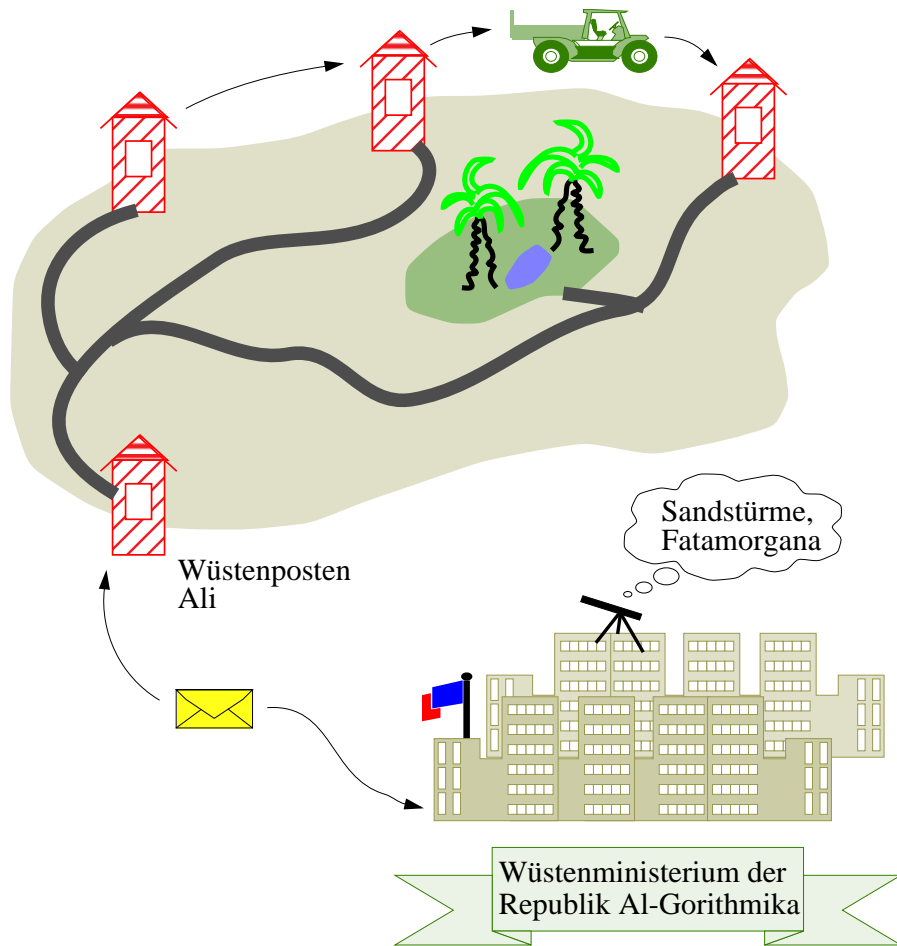 Sandstürme,
Fatamorgana
Wüstenposten
Ali
Wüstenministerium der
Republik Al-Gorithmika